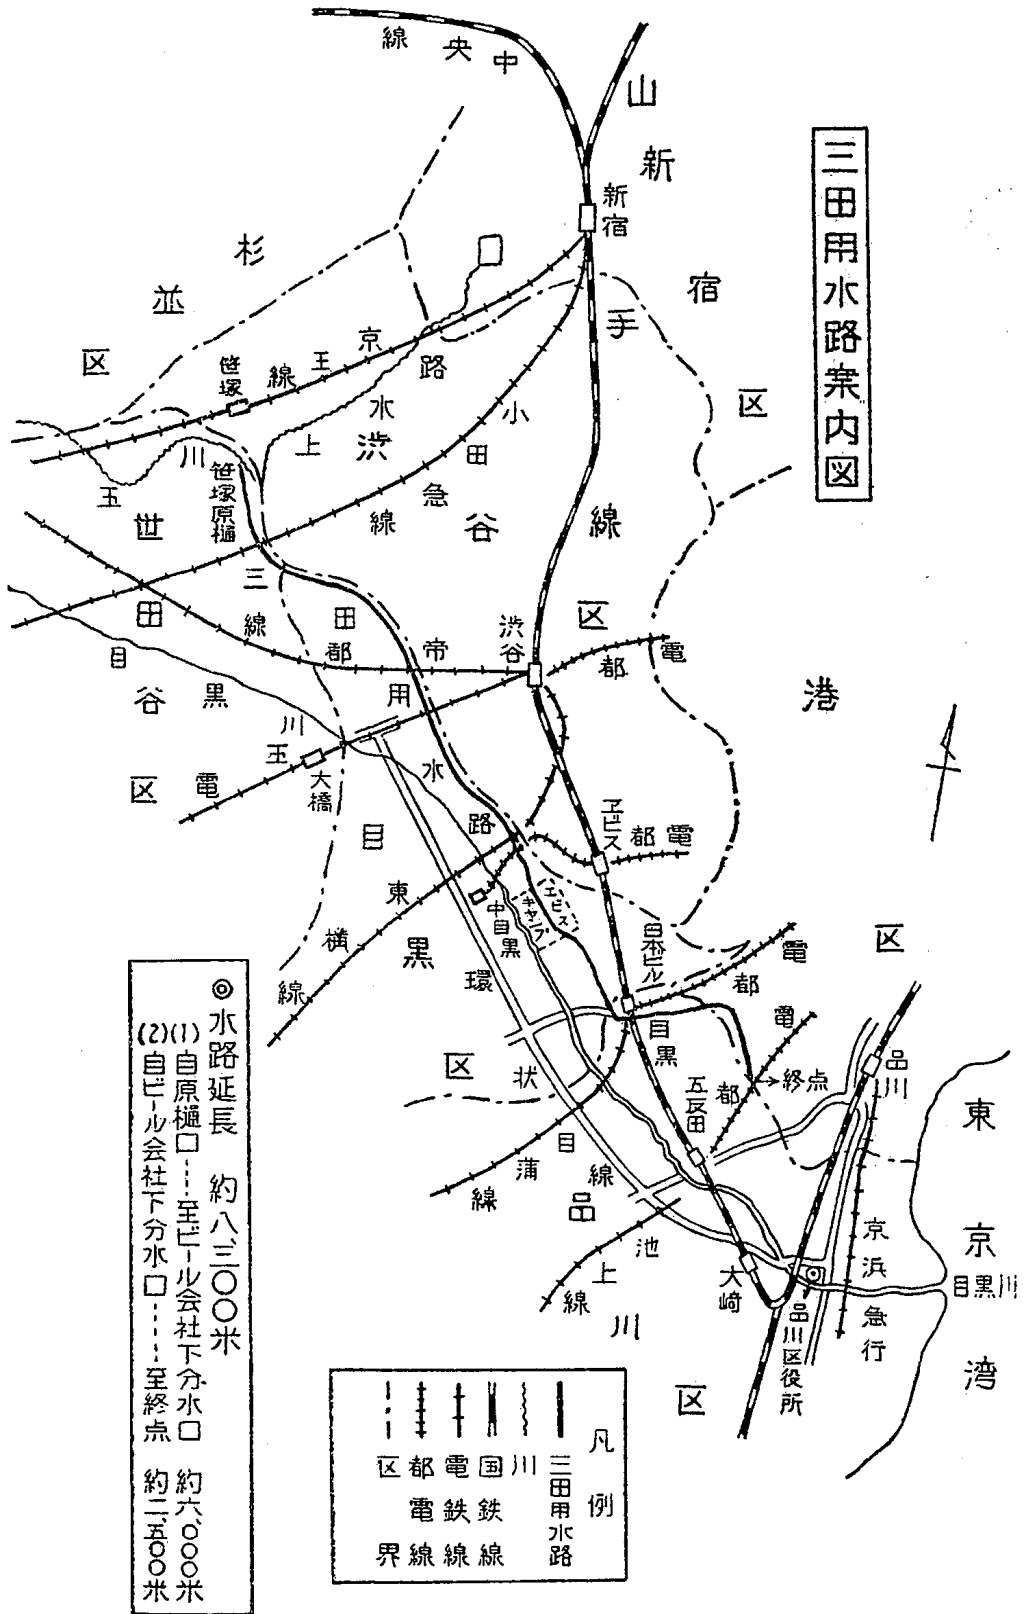 三田用水路案内図
中央線
山手線
新宿区
新宿
杉並区
京王線
笹塚
玉川上水路
渋谷区
小田急線
笹塚原樋
世田谷区
三田用水路
帝都線
渋谷
都電
港区
目黒川
玉電
大橋
ヱビス
都電
目黒区
東横線
中目黒
エビスキャンプ
日本ビル
都電
環状線
目黒
都電
終点
五反田
品川
目蒲線
品川区
池上線
大崎
京浜急行
品川区役所
目黒川
東京湾
◎水路延長 約八、三〇〇米
(1)自原樋口……至ビール会社下分水口 約六、〇〇〇米
(2)自ビール会社下分水口……至終点 約二、五〇〇米
凡例
三田用水路
川
国鉄線
電鉄線
都電線
区界